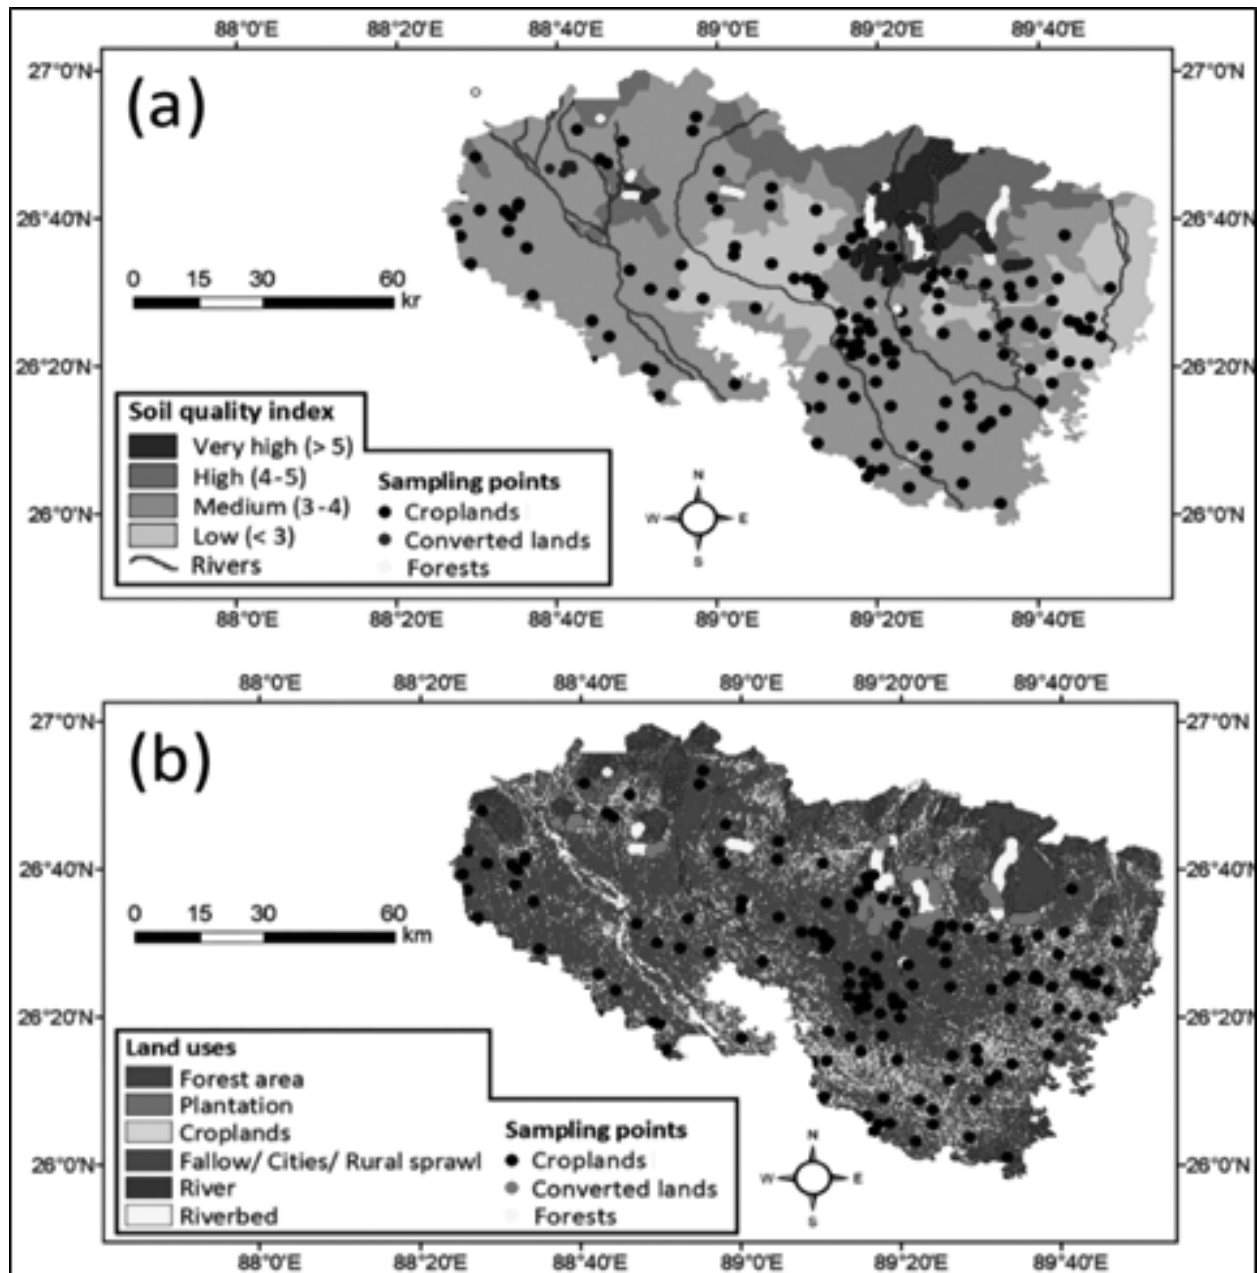 88°0'E 88°20'E 88°40'E 89°0'E 89°20'E 89°40'E
(a)
27°0'N 27°0'N
26°40'N 26°40'N
0 15 30 60
kr
26°20'N 26°20'N
Soil quality index
Very high (> 5)
High (4-5)
Medium (3-4)
Low (< 3)
Rivers
Sampling points
Croplands
Converted lands
Forests
N
W E
S
26°0'N 26°0'N
88°0'E 88°20'E 88°40'E 89°0'E 89°20'E 89°40'E
88°0'E 88°20'E 88°40'E 89°0'E 89°20'E 89°40'E
(b)
27°0'N 27°0'N
26°40'N 26°40'N
0 15 30 60
km
26°20'N 26°20'N
Land uses
Forest area
Plantation
Croplands
Fallow/ Cities/ Rural sprawl
River
Riverbed
Sampling points
Croplands
Converted lands
Forests
N
W E
S
26°0'N 26°0'N
88°0'E 88°20'E 88°40'E 89°0'E 89°20'E 89°40'E